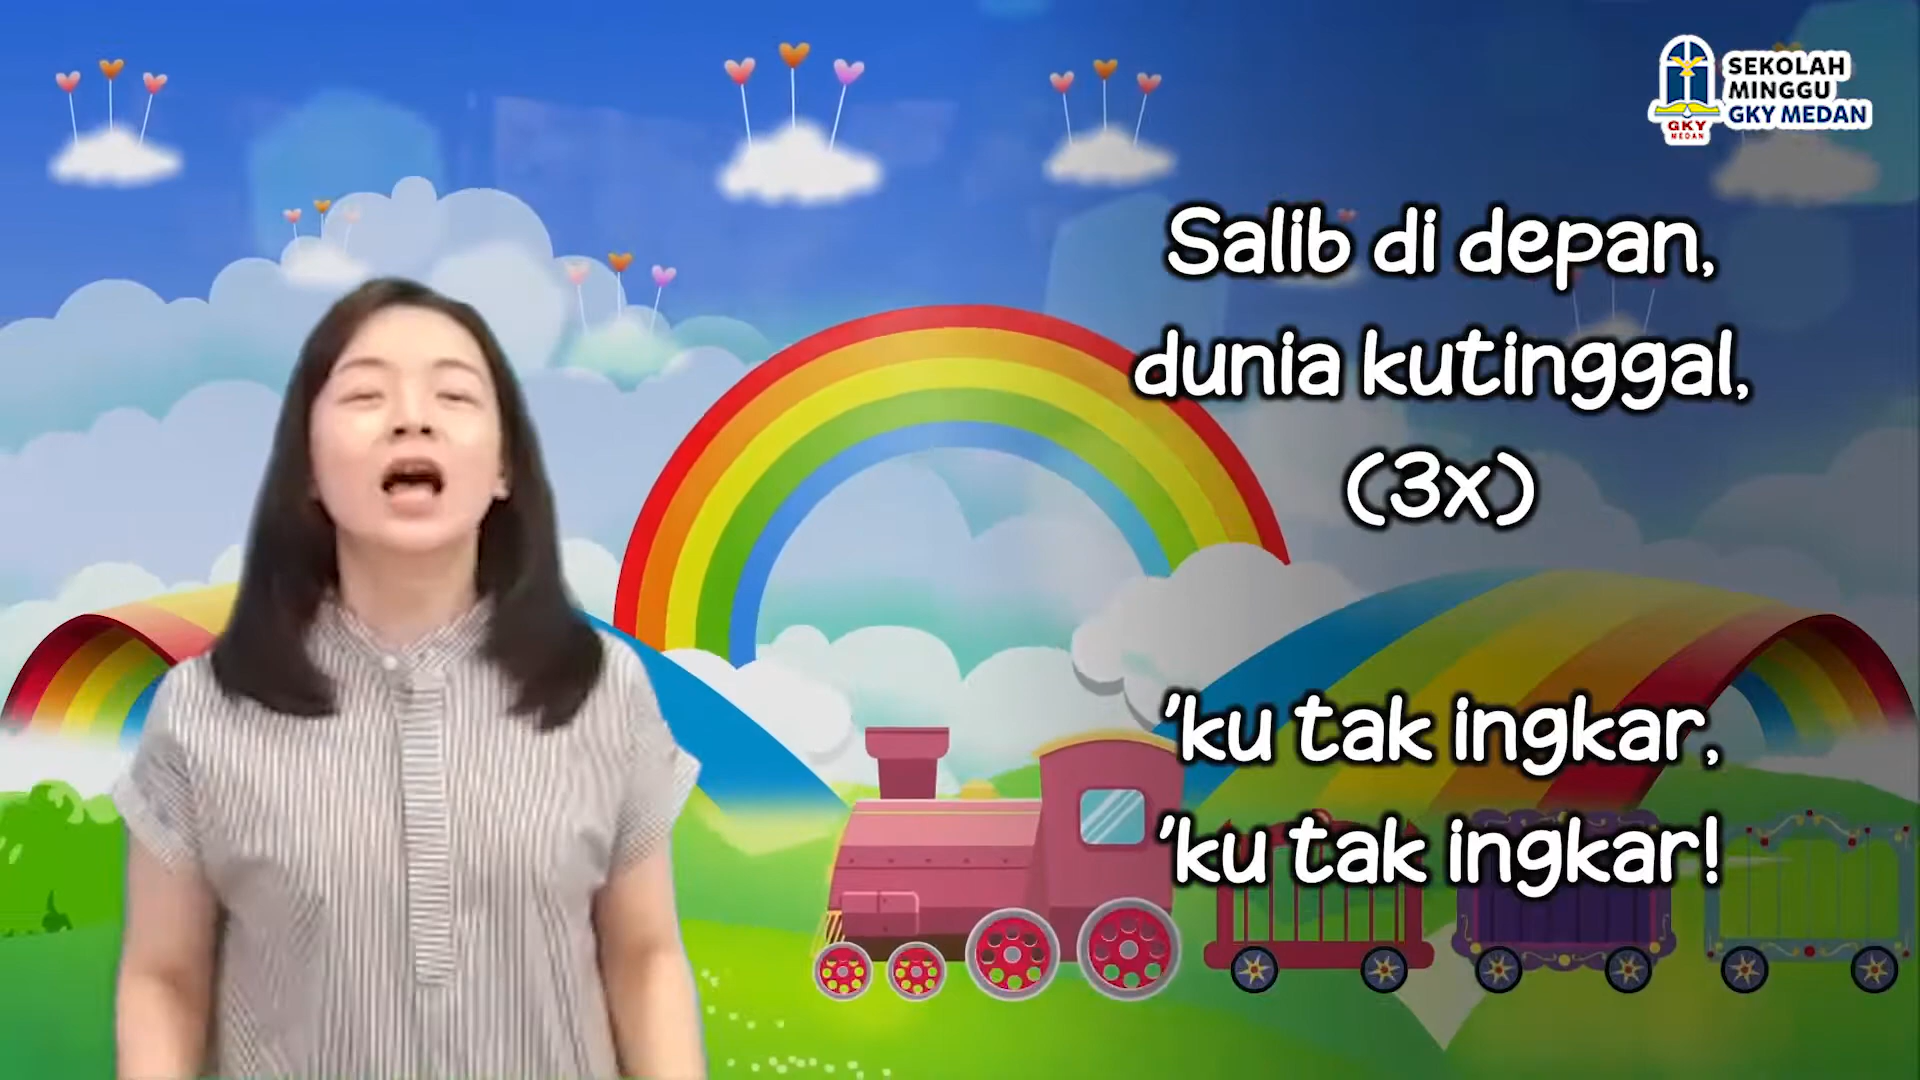 SEKOLAH
MINGGU
GKY MEDAN
GKY
MEDAN
Salib di depan,
dunia kutinggal,
(3x)
'ku tak ingkar,
'ku tak ingkar!